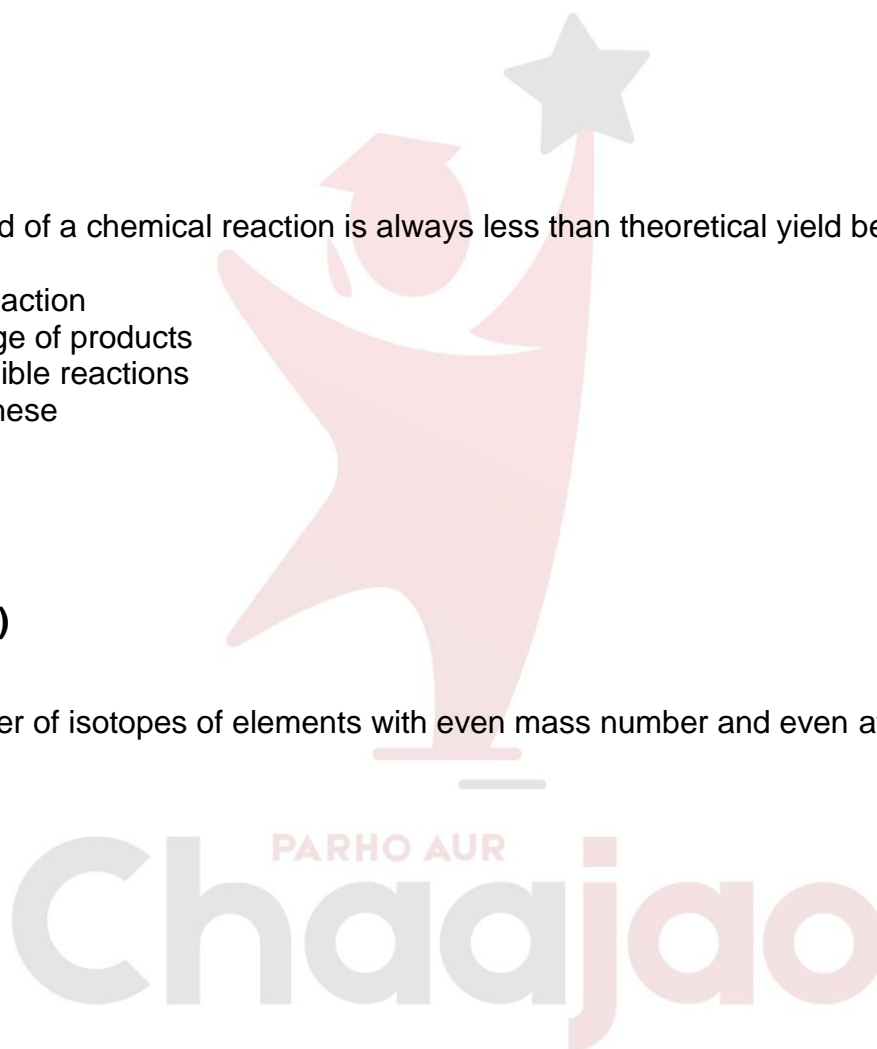 d of a chemical reaction is always less than theoretical yield be
action
ge of products
ible reactions
hese
)
er of isotopes of elements with even mass number and even a
PARHO AUR
Chaajao